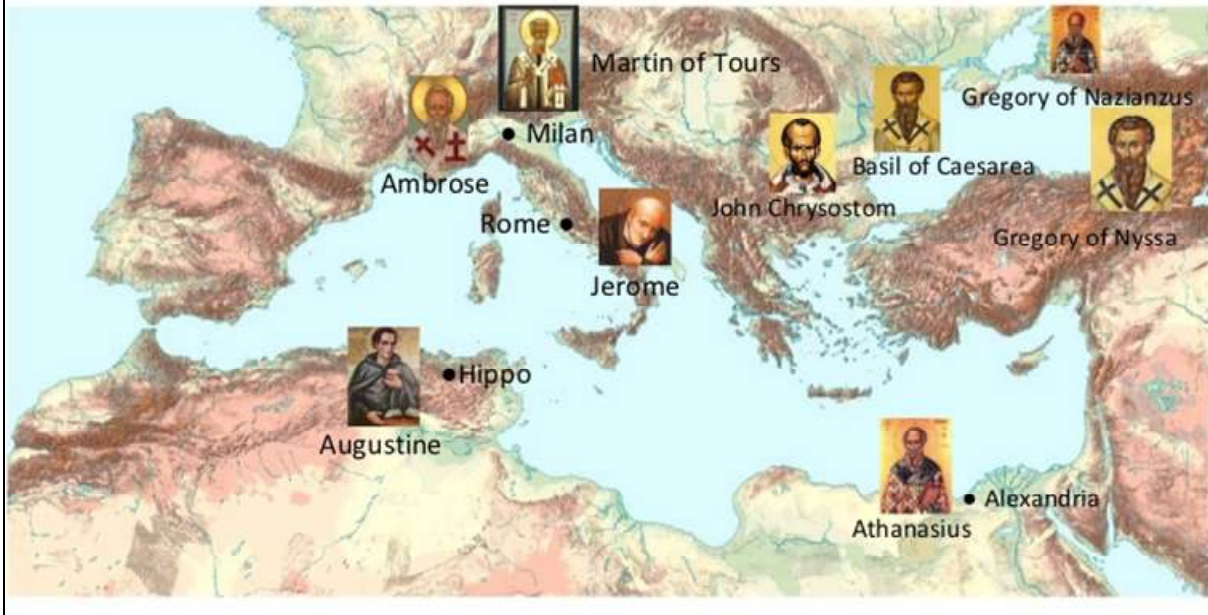 Martin of Tours
Gregory of Nazianzus
Milan
Basil of Caesarea
Ambrose
John Chrysostom
Rome
Gregory of Nyssa
Jerome
Hippo
Augustine
Alexandria
Athanasius